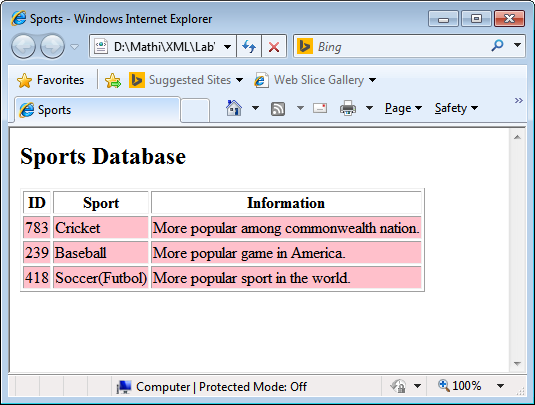 Sports - Windows Internet Explorer
D:\Mathi\XML\Lab
Bing
Favorites Suggested Sites Web Slice Gallery
Sports Page Safety »
Sports Database
ID Sport Information
783 Cricket More popular among commonwealth nation.
239 Baseball More popular game in America.
418 Soccer(Futbol) More popular sport in the world.
Computer | Protected Mode: Off 100%